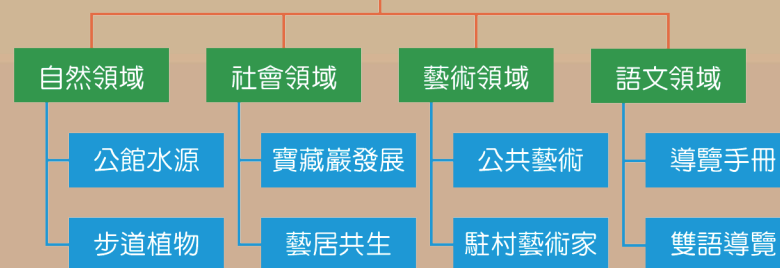 自然領域
社會領域
藝術領域
語文領域
公館水源
寶藏巖發展
公共藝術
導覽手冊
步道植物
藝居共生
駐村藝術家
雙語導覽